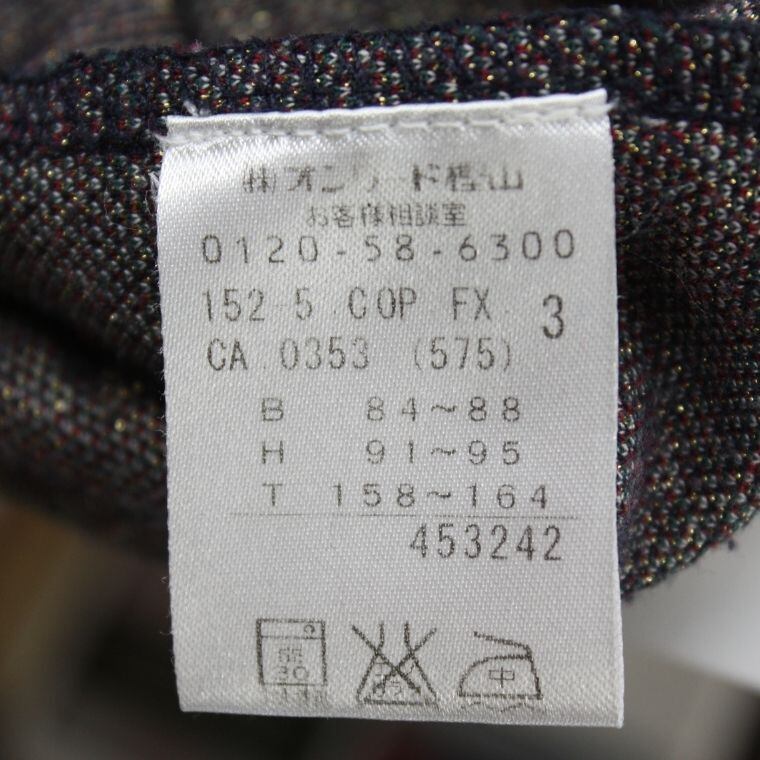 ㈱オンワード樫山
お客様相談室
0120-58-6300
152-5 COP FX 3
CA 0353 (575)
B 84~88
H 91~95
T 158~164
453242
弱 30 中